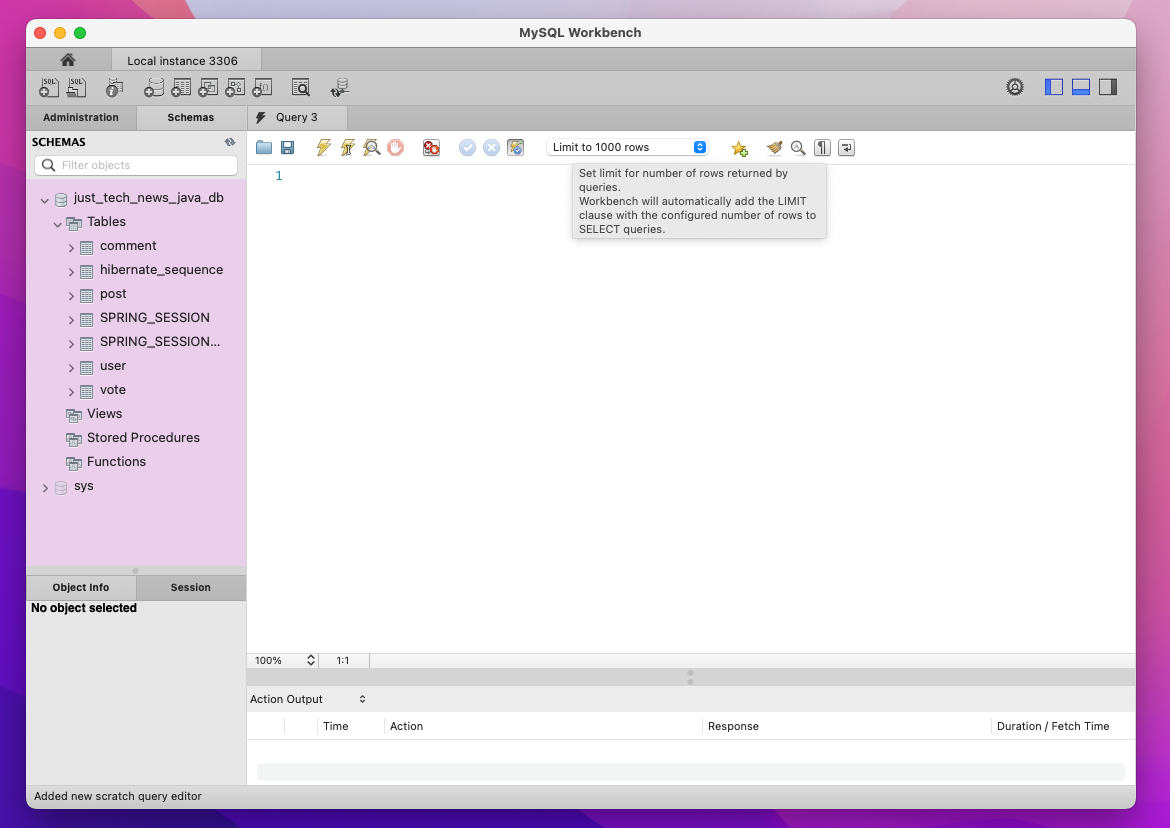 MySQL Workbench
Local instance 3306
SQL SQL
Administration Schemas Query 3
SCHEMAS
Filter objects
Limit to 1000 rows
1
Set limit for number of rows returned by
queries.
Workbench will automatically add the LIMIT
clause with the configured number of rows to
SELECT queries.
just_tech_news_java_db
Tables
comment
hibernate_sequence
post
SPRING_SESSION
SPRING_SESSION...
user
vote
Views
Stored Procedures
Functions
sys
Object Info Session
No object selected
100% 1:1
Action Output
Time Action Response Duration / Fetch Time
Added new scratch query editor